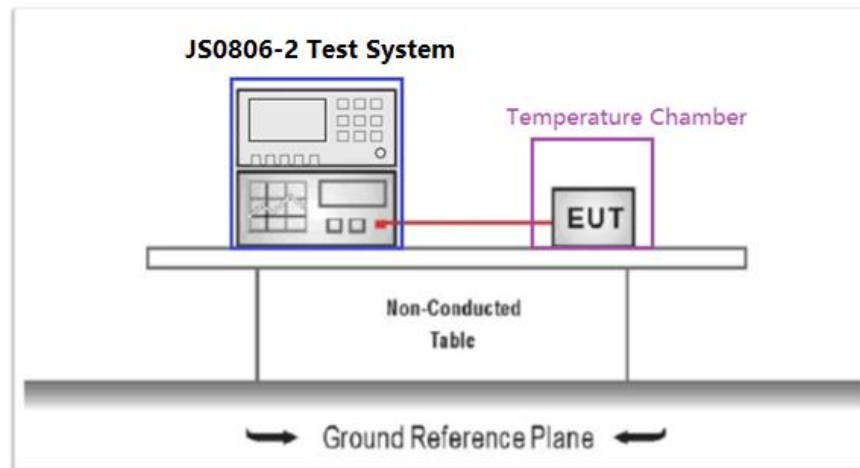 JS0806-2 Test System
Temperature Chamber
EUT
Non-Conducted
Table
Ground Reference Plane